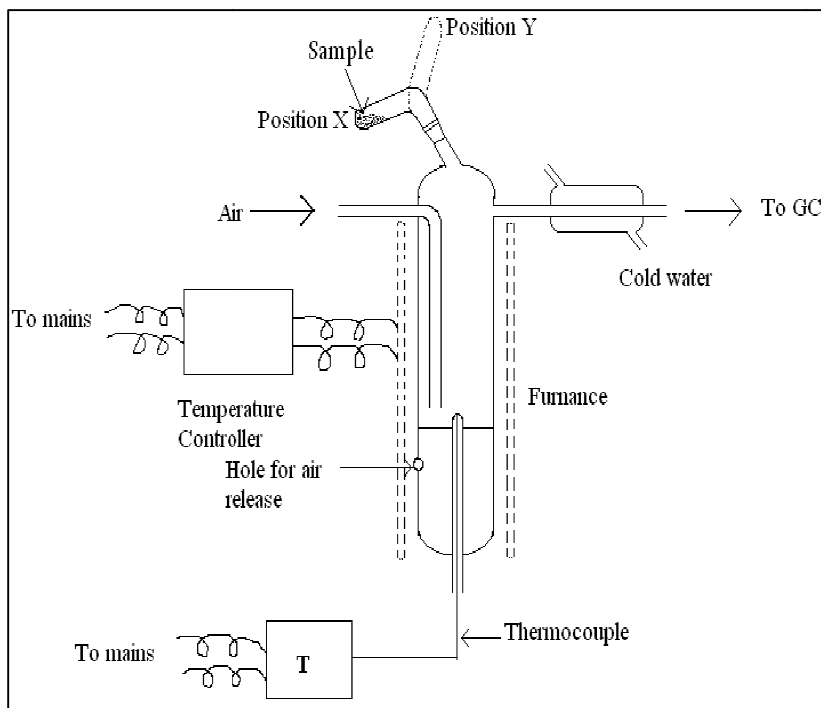 Position Y
Sample
Position X
Air
To GC
Cold water
To mains
Temperature
Controller
Furnance
Hole for air
release
Thermocouple
To mains
T